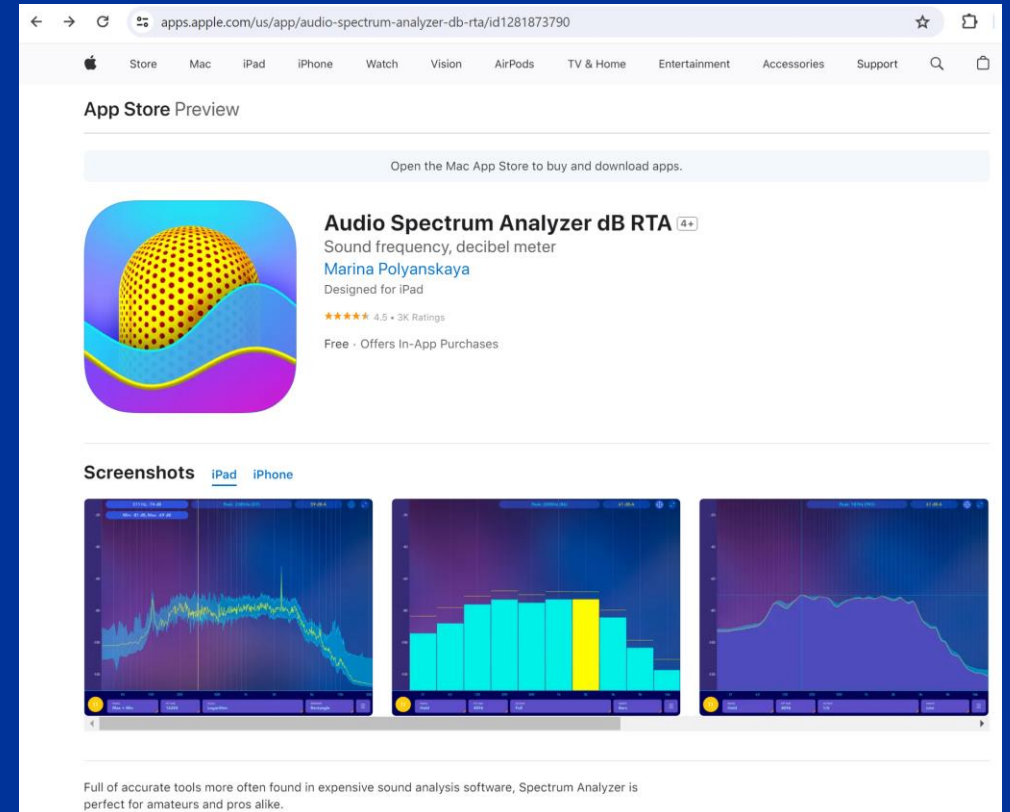 apps.apple.com/us/app/audio-spectrum-analyzer-db-rta/id1281873790
Store Mac iPad iPhone Watch Vision AirPods TV & Home Entertainment Accessories Support
App Store Preview
Open the Mac App Store to buy and download apps.
Audio Spectrum Analyzer dB RTA 4+
Sound frequency, decibel meter
Marina Polyanskaya
Designed for iPad
4.5 • 3K Ratings
Free · Offers In-App Purchases
Screenshots iPad iPhone
Full of accurate tools more often found in expensive sound analysis software, Spectrum Analyzer is
perfect for amateurs and pros alike.